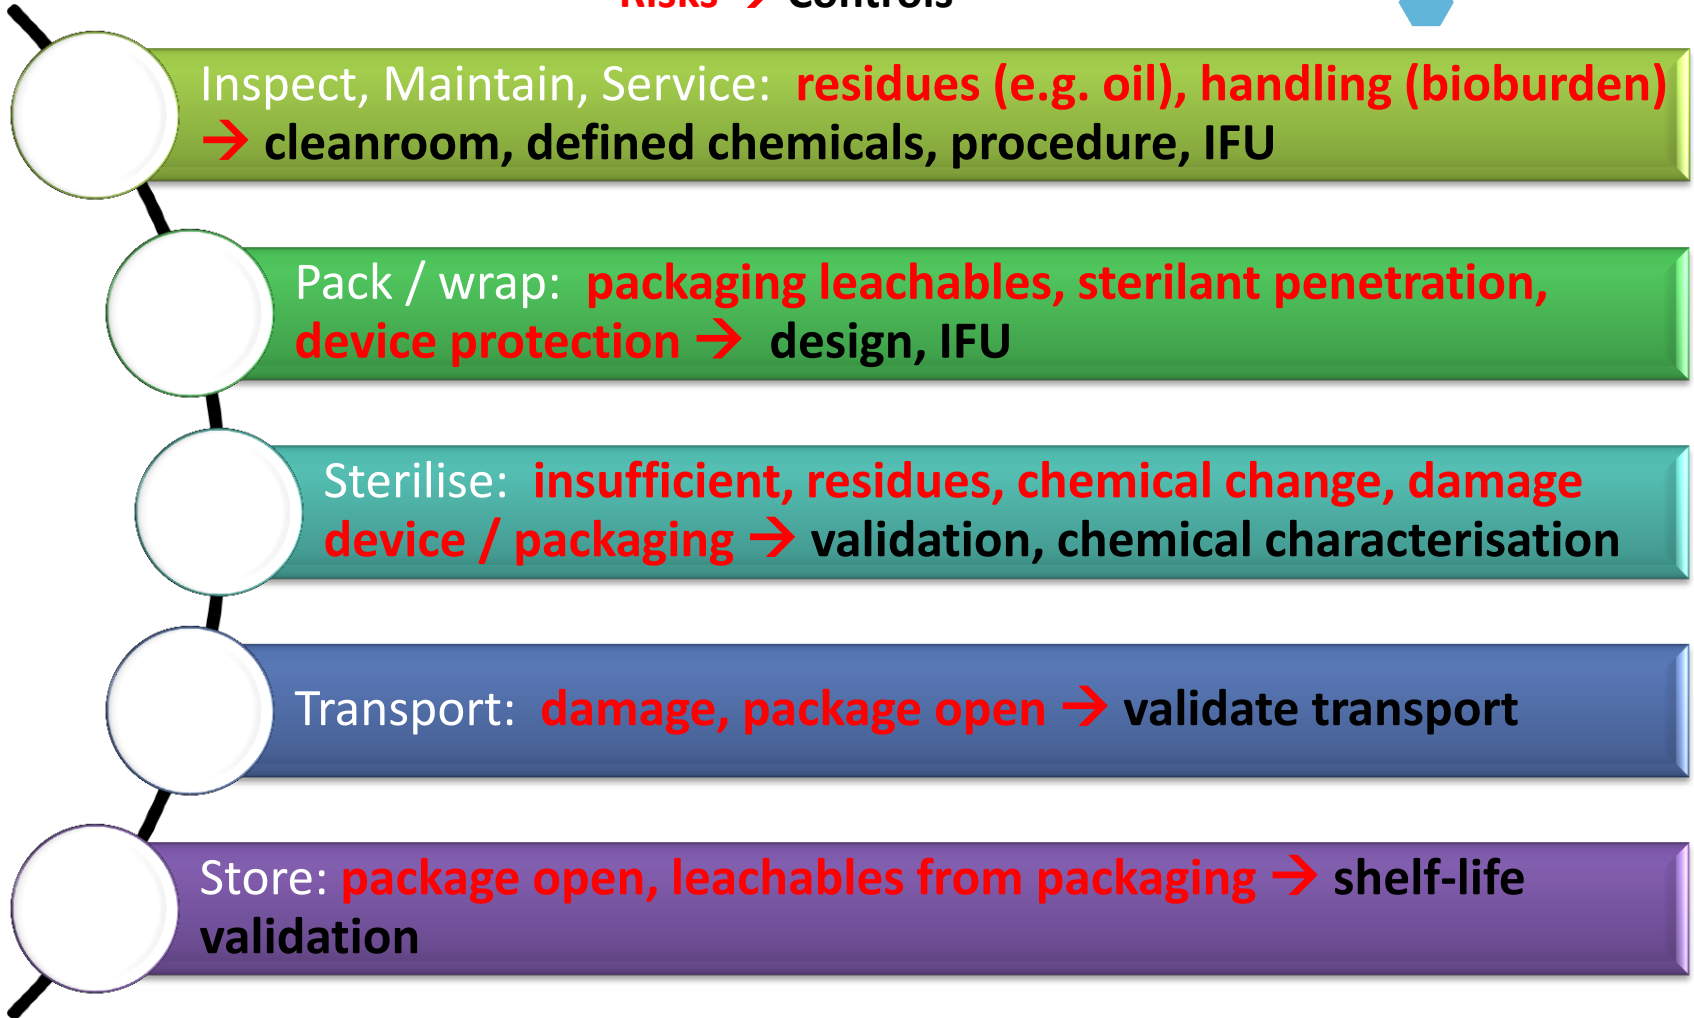 Risks → Controls
Inspect, Maintain, Service: residues (e.g. oil), handling (bioburden)
→ cleanroom, defined chemicals, procedure, IFU
Pack / wrap: packaging leachables, sterilant penetration,
device protection → design, IFU
Sterilise: insufficient, residues, chemical change, damage
device / packaging → validation, chemical characterisation
Transport: damage, package open → validate transport
Store: package open, leachables from packaging → shelf-life
validation